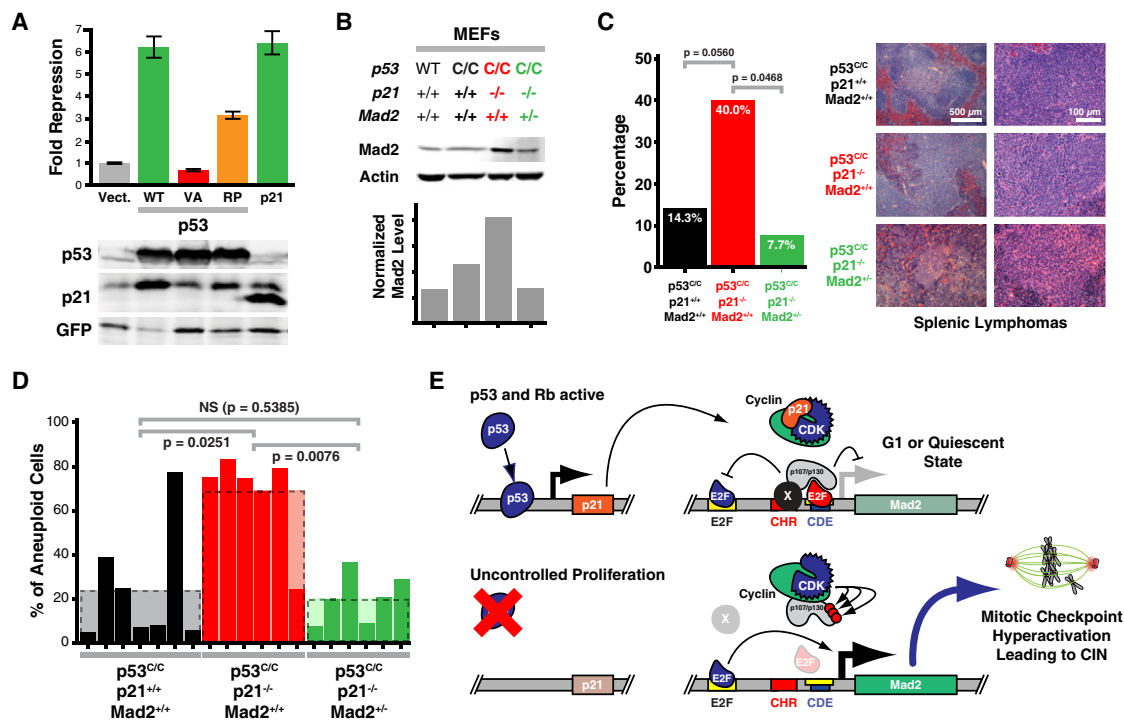 A
Fold Repression
7
6
5
4
3
2
1
0
Vect. WT VA RP p21
p53
p53
p21
GFP
B
MEFs
p53 WT C/C C/C C/C
p21 +/+ +/+ -/- -/-
Mad2 +/+ +/+ +/+ +/-
Mad2
Actin
Normalized
Mad2 Level
C
Percentage
50
40
30
20
10
0
p = 0.0560
p = 0.0468
14.3%
40.0%
7.7%
p53C/C p53C/C p53C/C
p21+/+ p21-/- p21-/-
Mad2+/+ Mad2+/+ Mad2+/-
p53C/C
p21+/+
Mad2+/+
500 µm
100 µm
p53C/C
p21-/-
Mad2+/+
p53C/C
p21-/-
Mad2+/-
Splenic Lymphomas
D
% of Aneuploid Cells
100
80
60
40
20
0
NS (p = 0.5385)
p = 0.0251
p = 0.0076
p53C/C p53C/C p53C/C
p21+/+ p21-/- p21-/-
Mad2+/+ Mad2+/+ Mad2+/-
E
p53 and Rb active
p53
p53
p21
Cyclin
p21
CDK
G1 or Quiescent
State
p107/p130
E2F
X
E2F
Mad2
E2F
CHR
CDE
Uncontrolled Proliferation
p21
CDK
Cyclin
p107/p130
X
E2F
E2F
Mad2
E2F
CHR
CDE
Mitotic Checkpoint
Hyperactivation
Leading to CIN